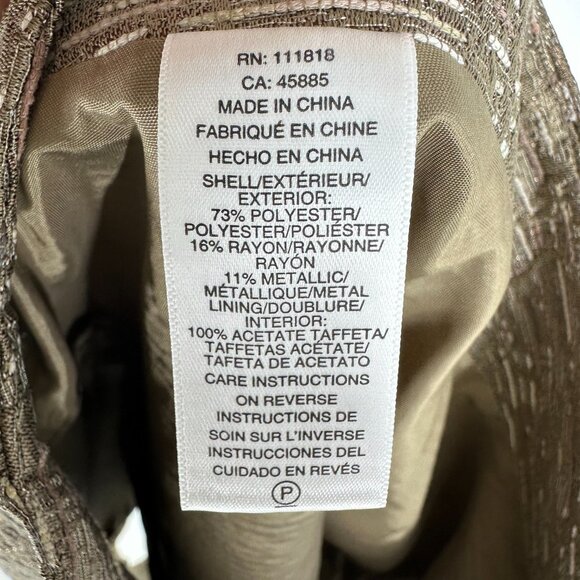 RN: 111818
CA: 45885
MADE IN CHINA
FABRIQUÉ EN CHINE
HECHO EN CHINA
SHELL/EXTÉRIEUR/
EXTERIOR:
73% POLYESTER/
POLYESTER/POLIÉSTER
16% RAYON/RAYONNE/
RAYÓN
11% METALLIC/
MÉTALLIQUE/METAL
LINING/DOUBLURE/
INTERIOR:
100% ACETATE TAFFETA/
TAFFETAS ACÉTATE/
TAFETA DE ACETATO
CARE INSTRUCTIONS
ON REVERSE
INSTRUCTIONS DE
SOIN SUR L'INVERSE
INSTRUCCIONES DEL
CUIDADO EN REVÉS
P